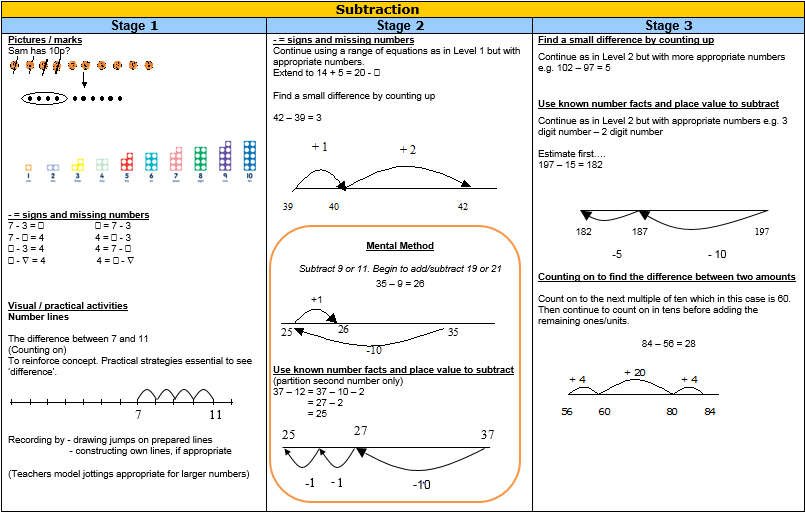 Subtraction
Stage 1
Stage 2
Stage 3
Pictures / marks
Sam has 10p?
1 2 3 4 5 6 7 8 9 10
- = signs and missing numbers
7 - 3 = □ □ = 7 - 3
7 - □ = 4 4 = □ - 3
□ - 3 = 4 4 = 7 - □
□ - ∇ = 4 4 = □ - ∇
Visual / practical activities
Number lines
The difference between 7 and 11
(Counting on)
To reinforce concept. Practical strategies essential to see
‘difference’.
7 11
Recording by - drawing jumps on prepared lines
- constructing own lines, if appropriate
(Teachers model jottings appropriate for larger numbers)
- = signs and missing numbers
Continue using a range of equations as in Level 1 but with
appropriate numbers.
Extend to 14 + 5 = 20 - □
Find a small difference by counting up
42 – 39 = 3
+ 1 + 2
39 40 42
Mental Method
Subtract 9 or 11. Begin to add/subtract 19 or 21
35 – 9 = 26
+1
25 26 35
-10
Use known number facts and place value to subtract
(partition second number only)
37 – 12 = 37 – 10 – 2
= 27 – 2
= 25
25 27 37
-1 - 1 -10
Find a small difference by counting up
Continue as in Level 2 but with more appropriate numbers
e.g. 102 – 97 = 5
Use known number facts and place value to subtract
Continue as in Level 2 but with appropriate numbers e.g. 3
digit number – 2 digit number
Estimate first….
197 – 15 = 182
182 187 197
-5 - 10
Counting on to find the difference between two amounts
Count on to the next multiple of ten which in this case is 60.
Then continue to count on in tens before adding the
remaining ones/units.
84 – 56 = 28
+ 4 + 20 + 4
56 60 80 84